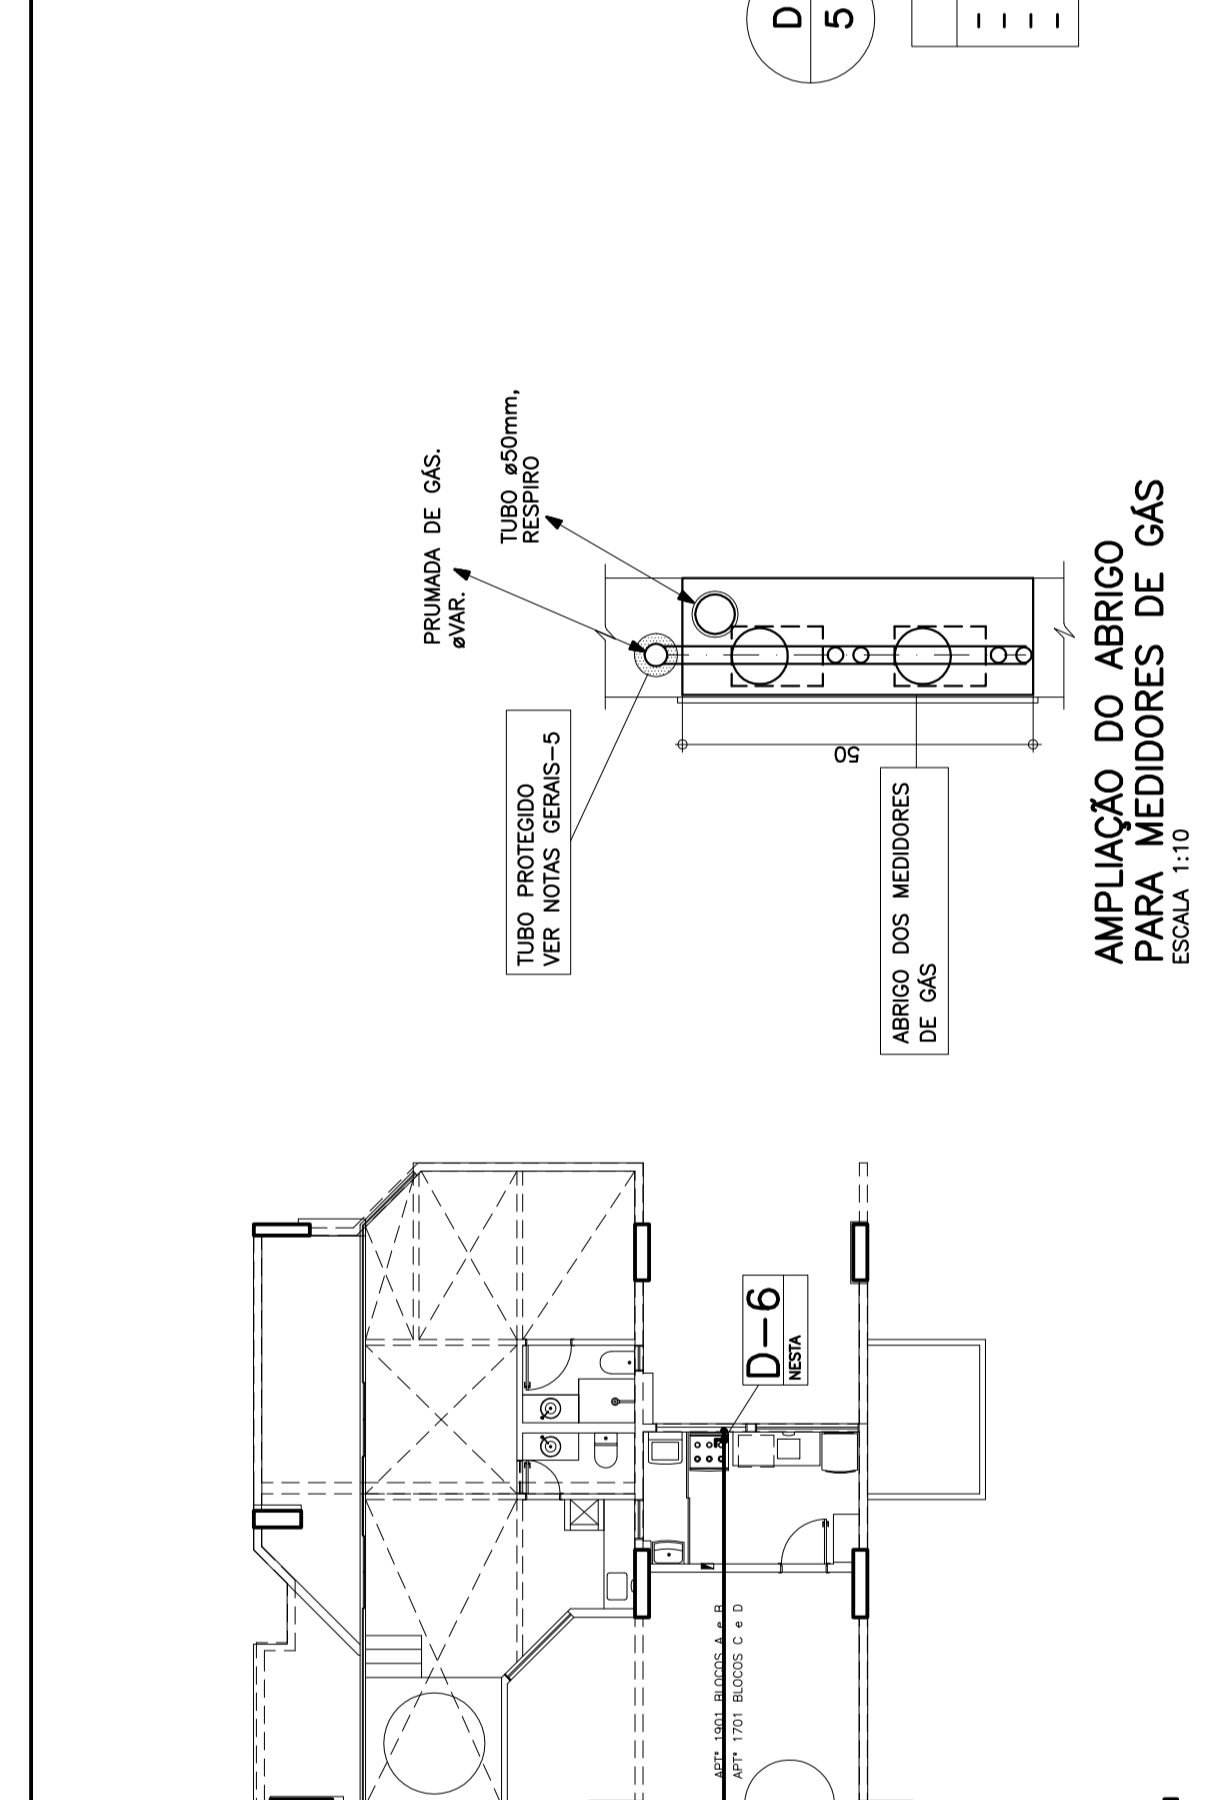 PRUMADA DE GÁS.
øVAR.
TUBO ø50mm,
RESPIRO
TUBO PROTEGIDO
VER NOTAS GERAIS-5
50
ABRIGO DOS MEDIDORES
DE GÁS
AMPLIAÇÃO DO ABRIGO
PARA MEDIDORES DE GÁS
ESCALA 1:10
D
5
D-6
NESTA
APTº 1901 BLOCOS A e B
APTº 1701 BLOCOS C e D